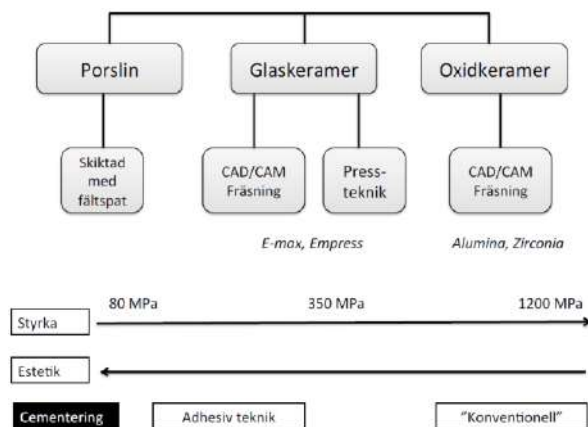 Porslin
Glaskeramer
Oxidkeramer
Skiktad
med
fältspat
CAD/CAM
Fräsning
Press-
teknik
CAD/CAM
Fräsning
E-max, Empress
Alumina, Zirconia
80 MPa
350 MPa
1200 MPa
Styrka
Estetik
Cementering
Adhesiv teknik
"Konventionell"